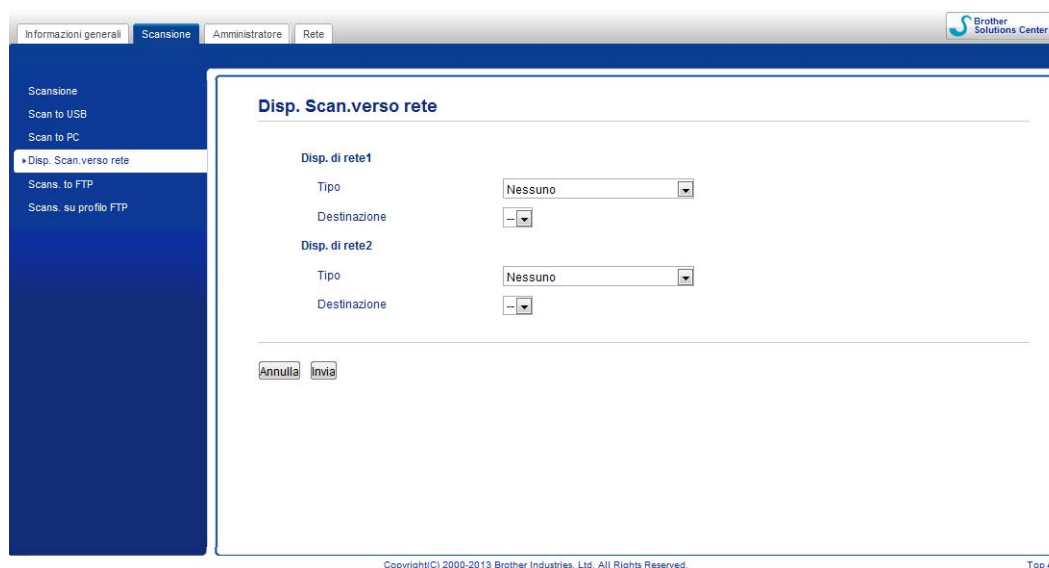 Informazioni generali Scansione Amministratore Rete
Brother
Solutions Center
Scansione
Scan to USB
Scan to PC
Disp. Scan.verso rete
Scans. to FTP
Scans. su profilo FTP
Disp. Scan.verso rete
Disp. di rete1
Tipo Nessuno
Destinazione --
Disp. di rete2
Tipo Nessuno
Destinazione --
Annulla Invia
Copyright(C) 2000-2013 Brother Industries, Ltd. All Rights Reserved. Top